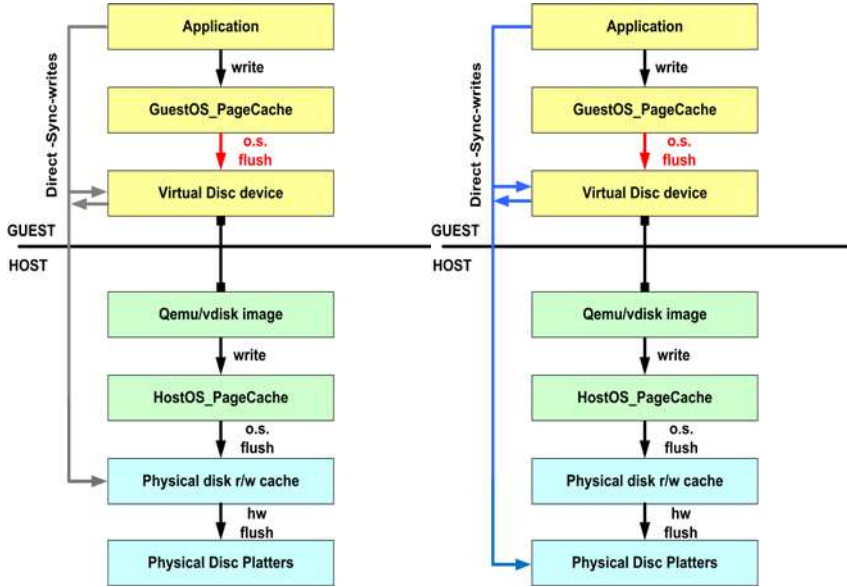 Application
write
GuestOS_PageCache
o.s.
flush
Virtual Disc device
Direct -Sync-writes
GUEST
HOST
Qemu/vdisk image
write
HostOS_PageCache
o.s.
flush
Physical disk r/w cache
hw
flush
Physical Disc Platters
Application
write
GuestOS_PageCache
o.s.
flush
Virtual Disc device
Direct -Sync-writes
GUEST
HOST
Qemu/vdisk image
write
HostOS_PageCache
o.s.
flush
Physical disk r/w cache
hw
flush
Physical Disc Platters